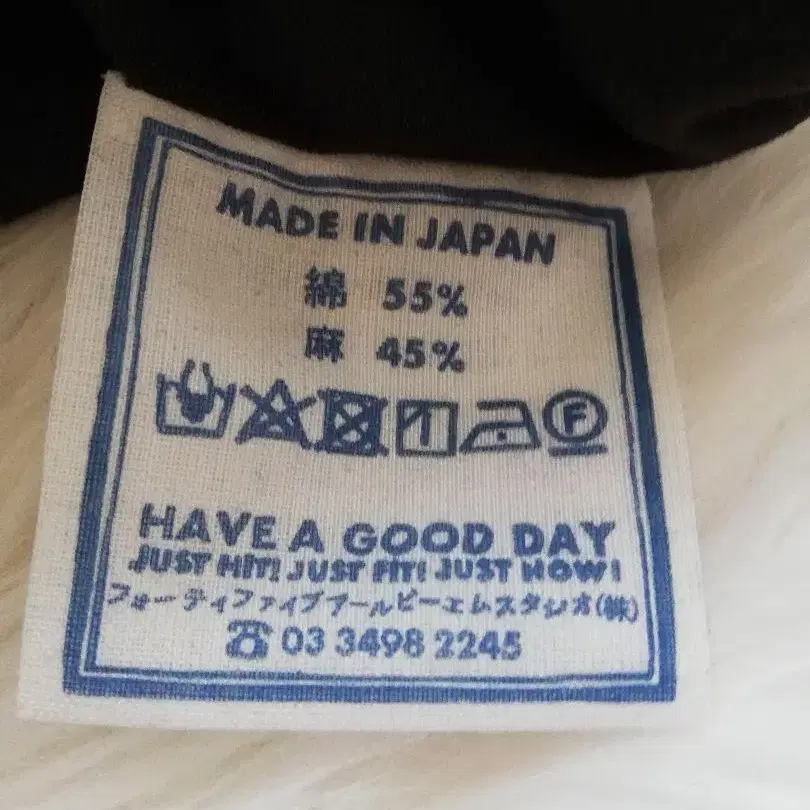 MADE IN JAPAN
綿 55%
麻 45%
F
HAVE A GOOD DAY
JUST HIT! JUST FIT! JUST NOW!
フォーティファイブアールピーエムスタジオ(株)
☎ 03 3498 2245